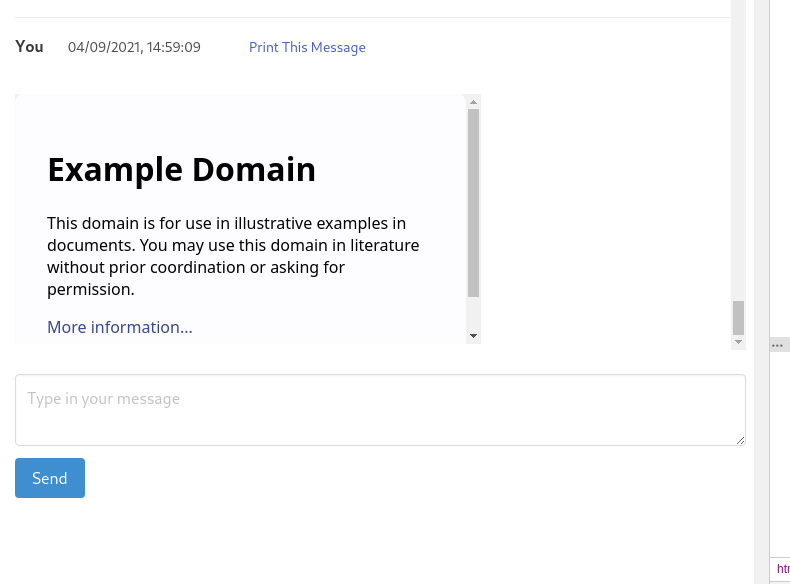 You 04/09/2021, 14:59:09 Print This Message
Example Domain
This domain is for use in illustrative examples in
documents. You may use this domain in literature
without prior coordination or asking for
permission.
More information...
Type in your message
Send